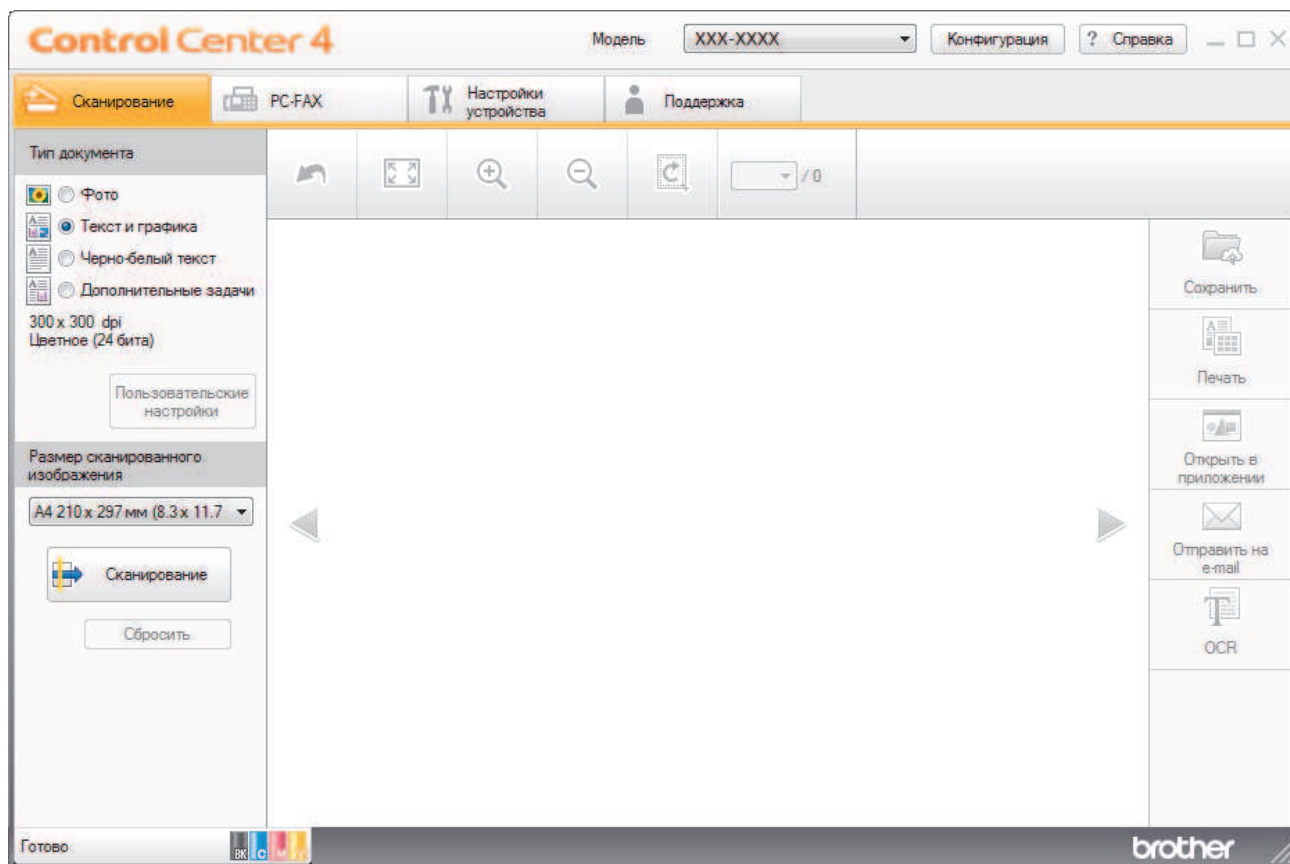 Control Center 4
Модель
XXX-XXXX
Конфигурация
? Справка
Сканирование
PC-FAX
Настройки
устройства
Поддержка
Тип документа
Фото
Текст и графика
Черно-белый текст
Дополнительные задачи
300 x 300 dpi
Цветное (24 бита)
Пользовательские
настройки
Размер сканированного
изображения
A4 210 x 297 мм (8.3 x 11.7
Сканирование
Сбросить
/ 0
Сохранить
Печать
Открыть в
приложении
Отправить на
e-mail
OCR
Готово
BK C M Y
brother